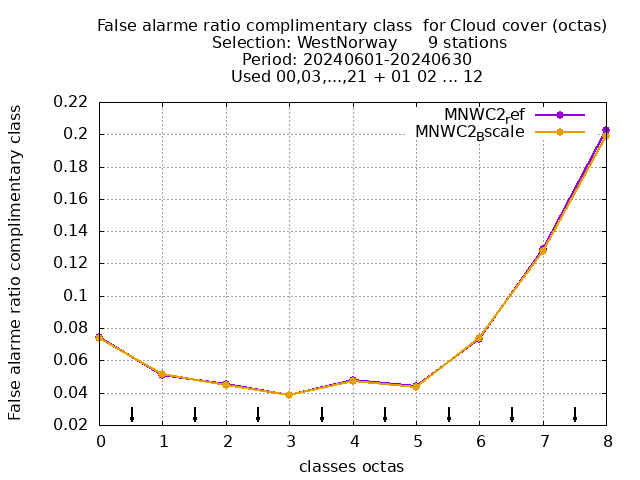 False alarme ratio complimentary class  for Cloud cover (octas)
Selection: WestNorway      9 stations
Period: 20240601-20240630
Used 00,03,...,21 + 01 02 ... 12
MNWC2ref
MNWC2Bscale
False alarme ratio complimentary class
0.22
0.2
0.18
0.16
0.14
0.12
0.1
0.08
0.06
0.04
0.02
0 1 2 3 4 5 6 7 8
classes octas